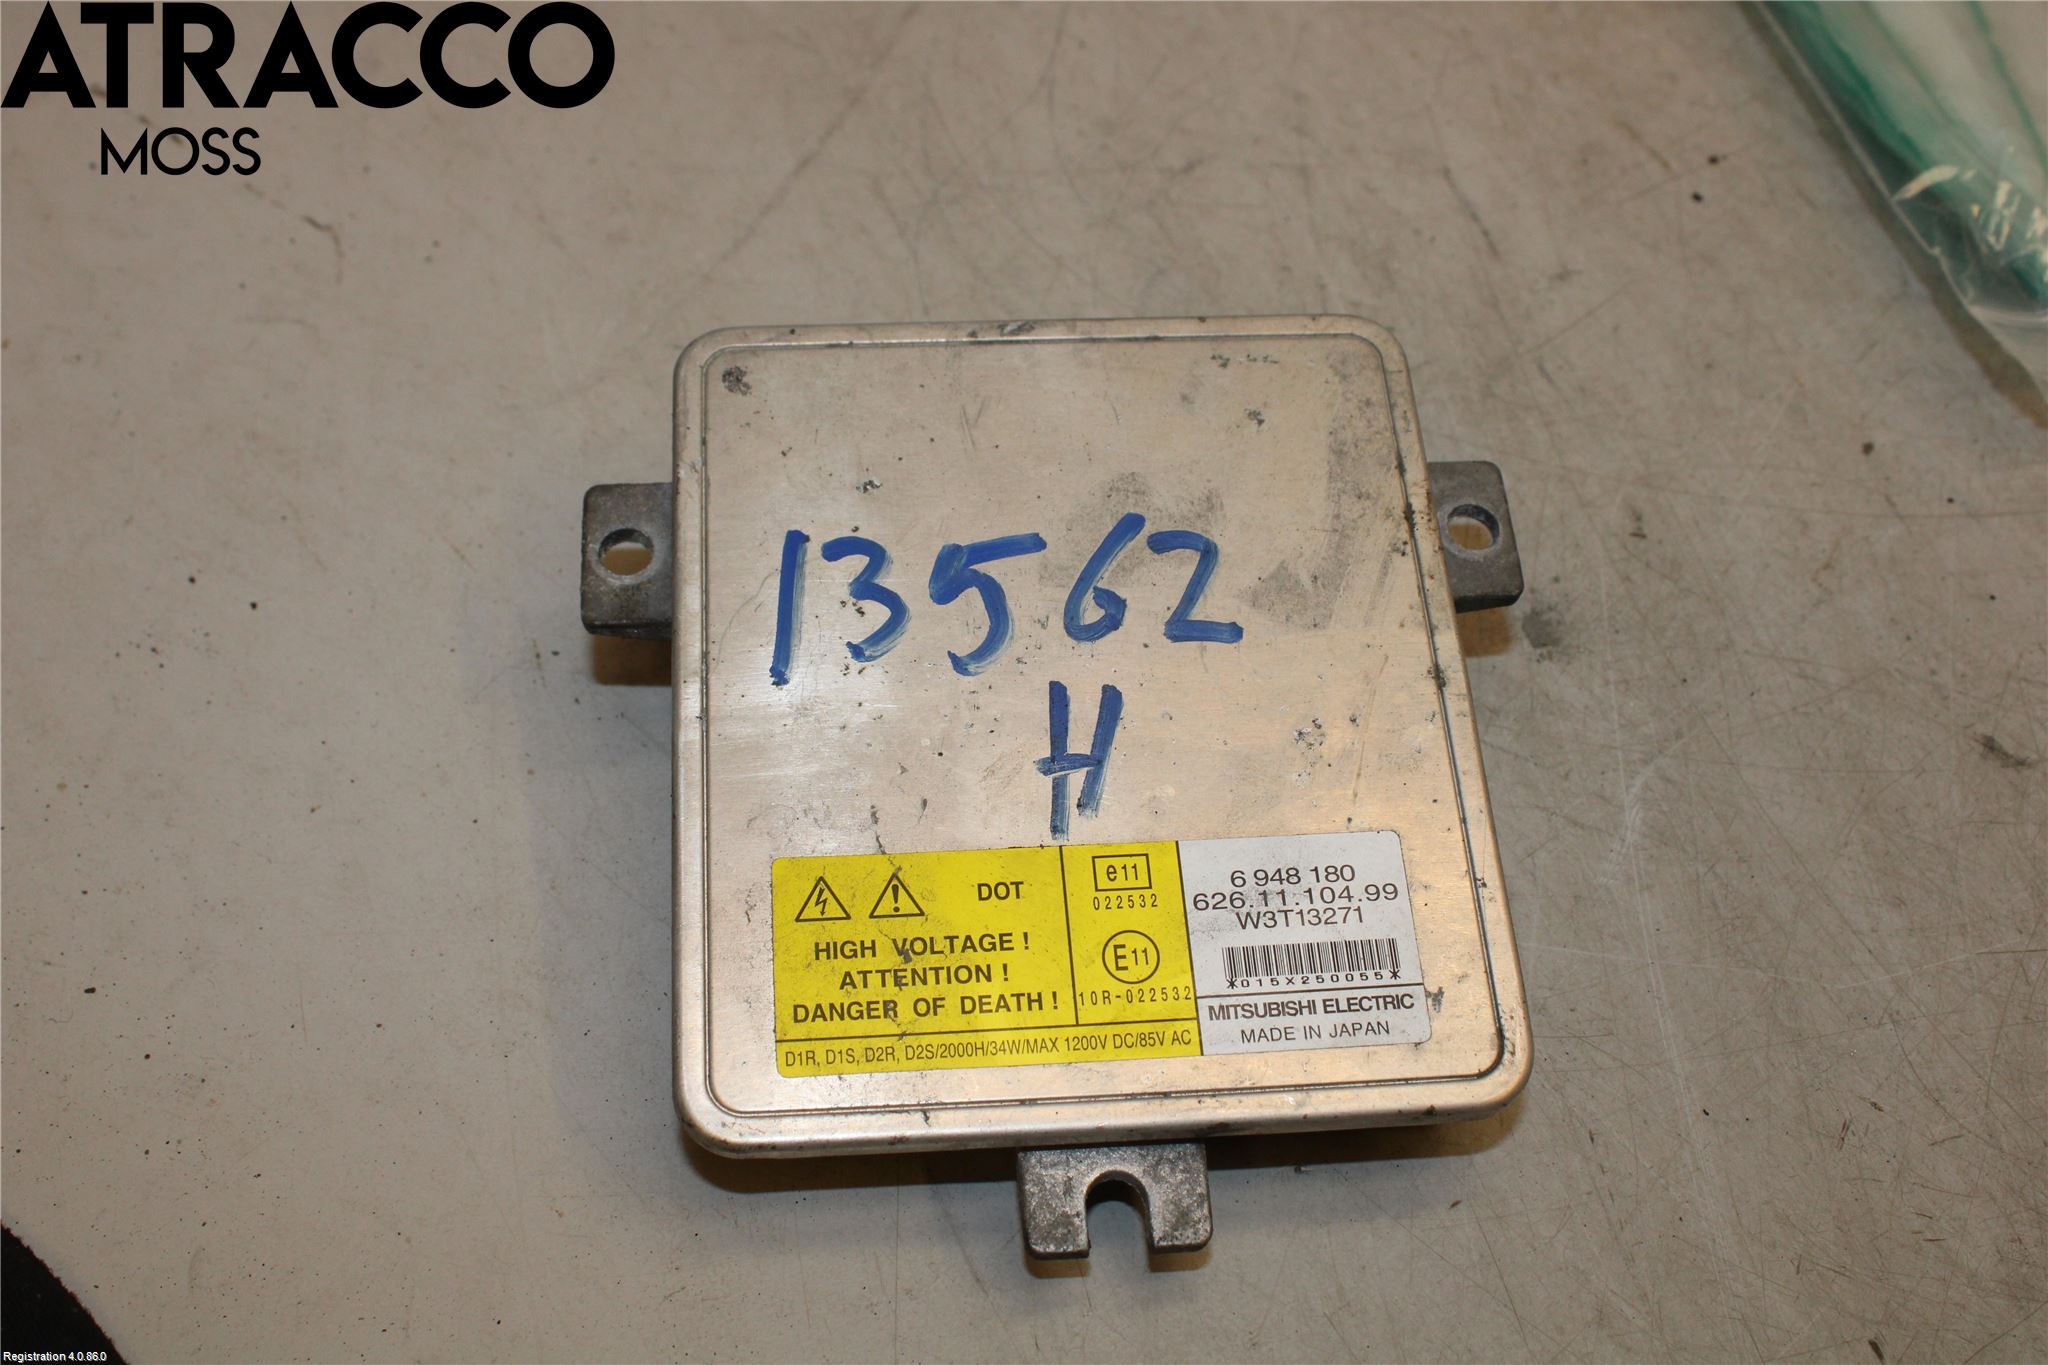 ATRACCO
MOSS
13562
H
DOT
HIGH VOLTAGE !
ATTENTION !
DANGER OF DEATH !
e11
022532
E11
10R-022532
D1R, D1S, D2R, D2S/2000H/34W/MAX 1200V DC/85V AC
6 948 180
626.11.104.99
W3T13271
*015X250055*
MITSUBISHI ELECTRIC
MADE IN JAPAN
Registration 4.0.86.0